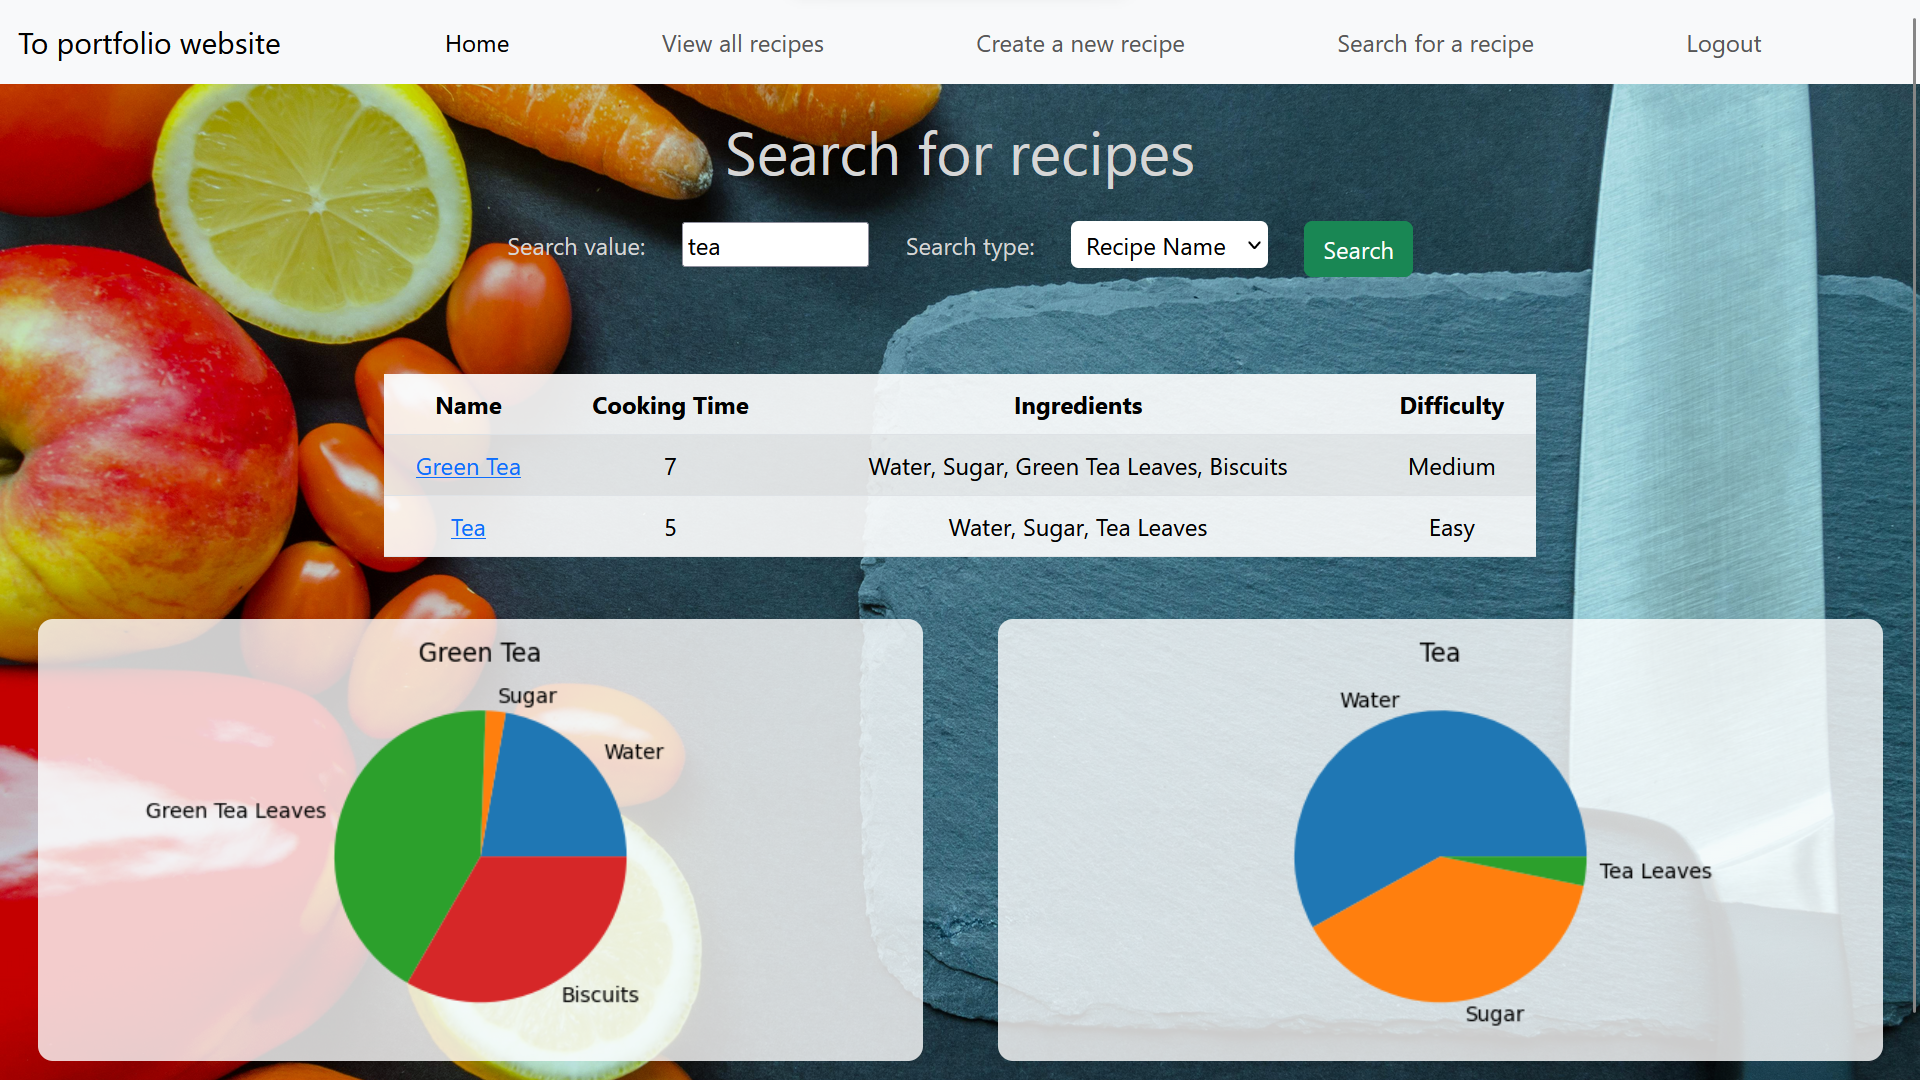 To portfolio website Home View all recipes Create a new recipe Search for a recipe Logout
Search for recipes
Search value: tea Search type: Recipe Name Search
Name Cooking Time Ingredients Difficulty
Green Tea 7 Water, Sugar, Green Tea Leaves, Biscuits Medium
Tea 5 Water, Sugar, Tea Leaves Easy
Green Tea
Sugar
Water
Green Tea Leaves
Biscuits
Tea
Water
Tea Leaves
Sugar